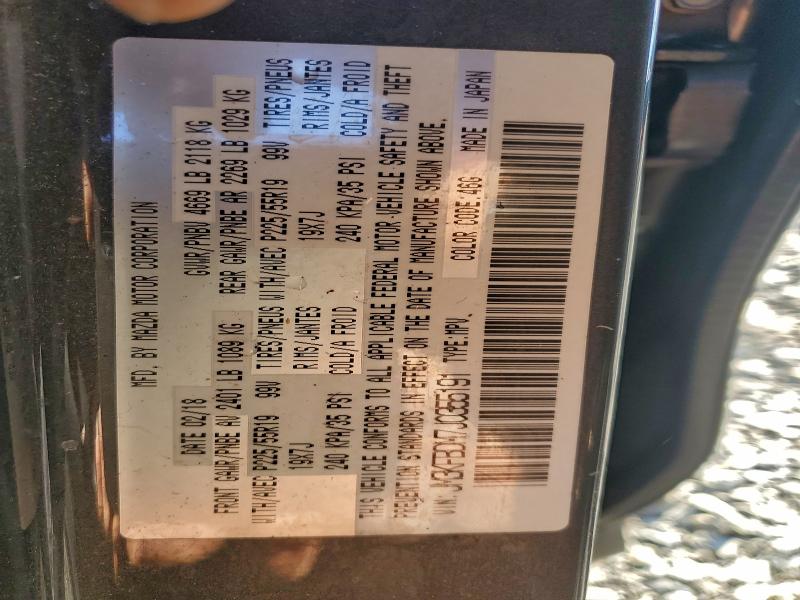 MFD. BY MAZDA MOTOR CORPORATION
DATE 02/18 GVWR/PNBV 4669 LB 2118 KG
FRONT GAWR/PNBE AV 2401 LB 1089 KG REAR GAWR/PNBE AR 2269 LB 1029 KG
WITH/AVEC P225/55R19 99V TIRES/PNEUS WITH/AVEC P225/55R19 99V TIRES/PNEUS
19X7J RIMS/JANTES 19X7J RIMS/JANTES
240 KPA/35 PSI COLD/A FROID 240 KPA/35 PSI COLD/A FROID
THIS VEHICLE CONFORMS TO ALL APPLICABLE FEDERAL MOTOR-VEHICLE SAFETY AND THEFT
PREVENTION STANDARDS IN EFFECT ON THE DATE OF MANUFACTURE SHOWN ABOVE.
VIN: TYPE:MPV. COLOR CODE:46G MADE IN JAPAN